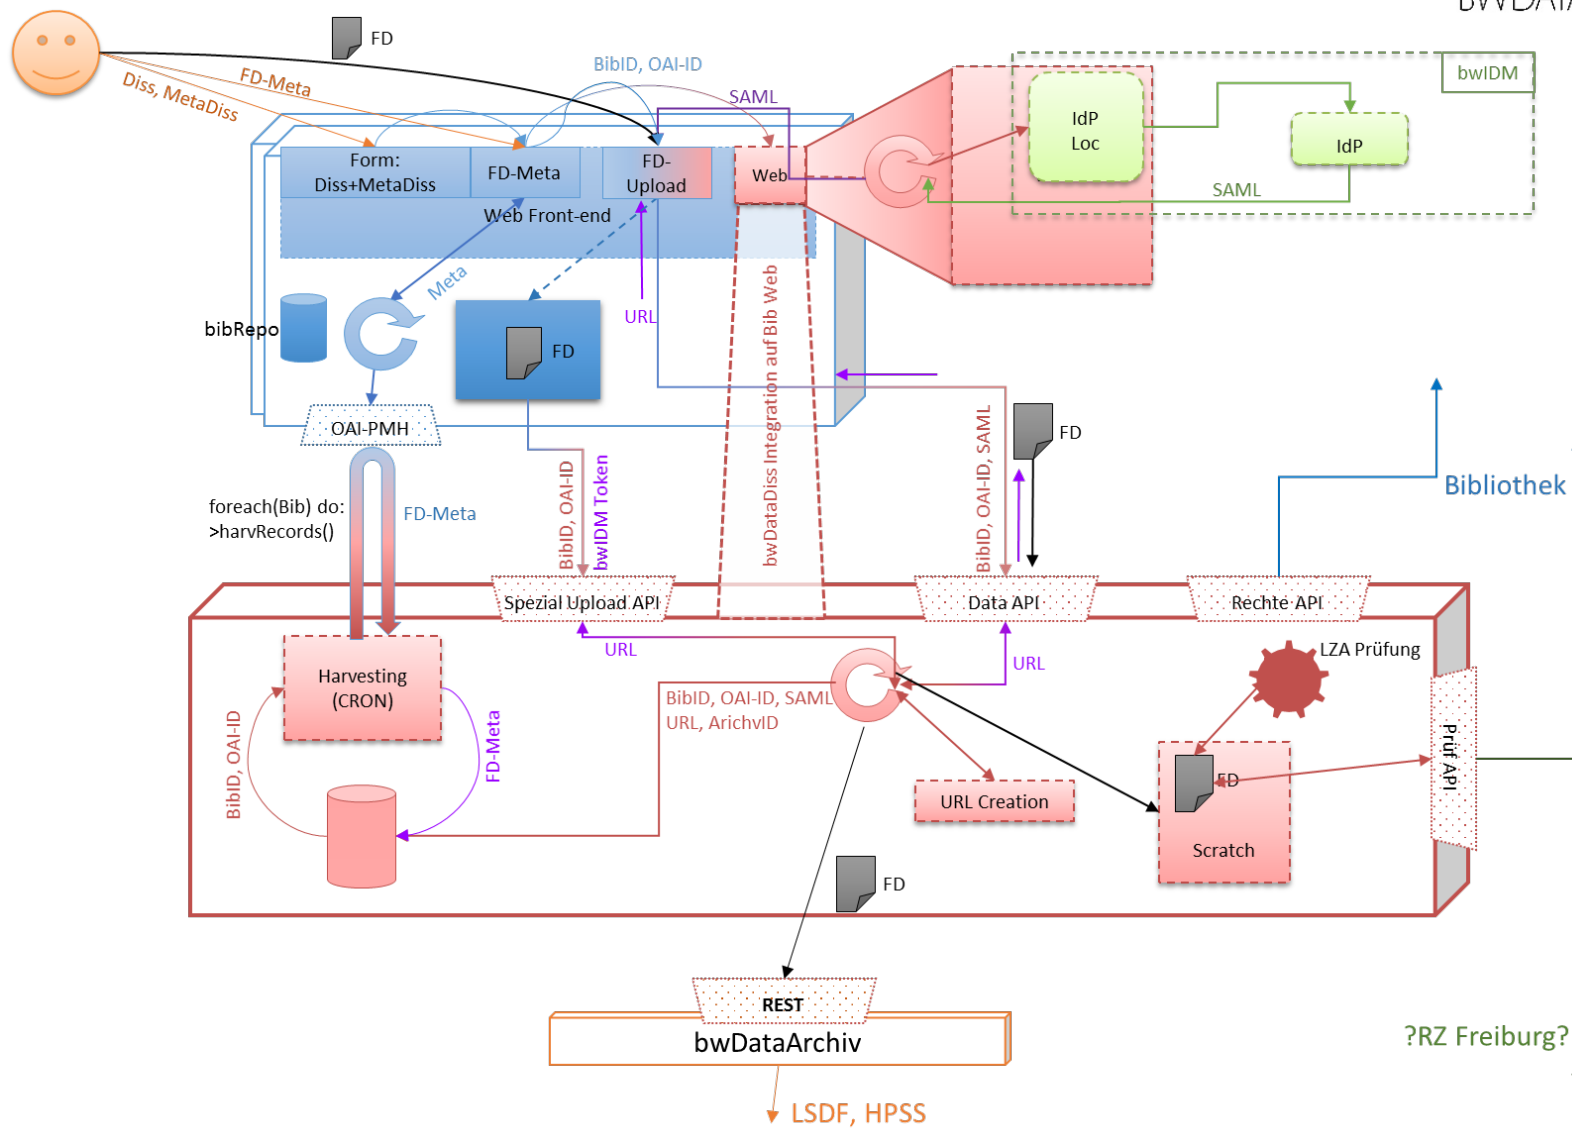 BWDATA
FD
BibID, OAI-ID
FD-Meta
Diss, MetaDiss
SAML
bwIDM
IdP
Loc
IdP
SAML
Form:
Diss+MetaDiss
FD-Meta
FD-
Upload
Web
Web Front-end
Meta
URL
bibRepo
FD
bwDataDiss Integration auf Bib Web
OAI-PMH
BibID, OAI-ID
bwIDM Token
BibID, OAI-ID, SAML
FD
Bibliothek
foreach(Bib) do:
>harvRecords()
FD-Meta
Spezial Upload API
Data API
Rechte API
URL
URL
LZA Prüfung
Harvesting
(CRON)
BibID, OAI-ID, SAML
URL, ArichvID
BibID, OAI-ID
FD-Meta
Prüf API
FD
URL Creation
Scratch
FD
REST
bwDataArchiv
?RZ Freiburg?
LSDF, HPSS